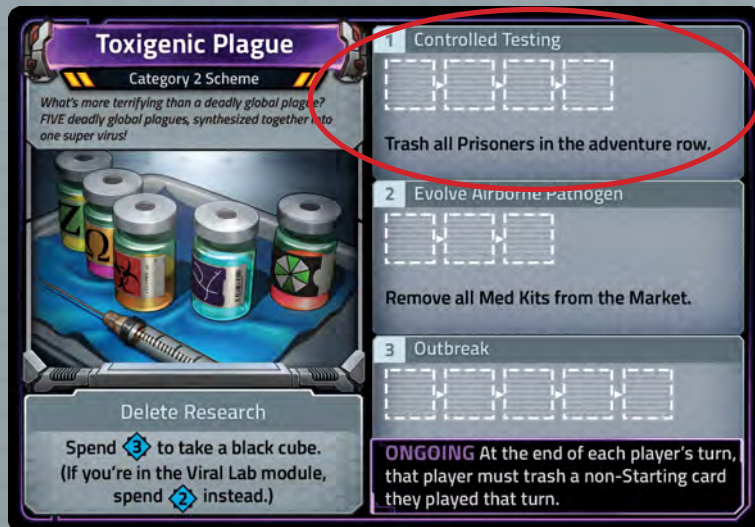 Toxigenic Plague
Category 2 Scheme
What's more terrifying than a deadly global plague?
FIVE deadly global plagues, synthesized together into
one super virus!
Z
Ω
Delete Research
Spend 3 to take a black cube.
(If you're in the Viral Lab module,
spend 2 instead.)
1 Controlled Testing
Trash all Prisoners in the adventure row.
2 Evolve Airborne Pathogen
Remove all Med Kits from the Market.
3 Outbreak
ONGOING At the end of each player's turn,
that player must trash a non-Starting card
they played that turn.